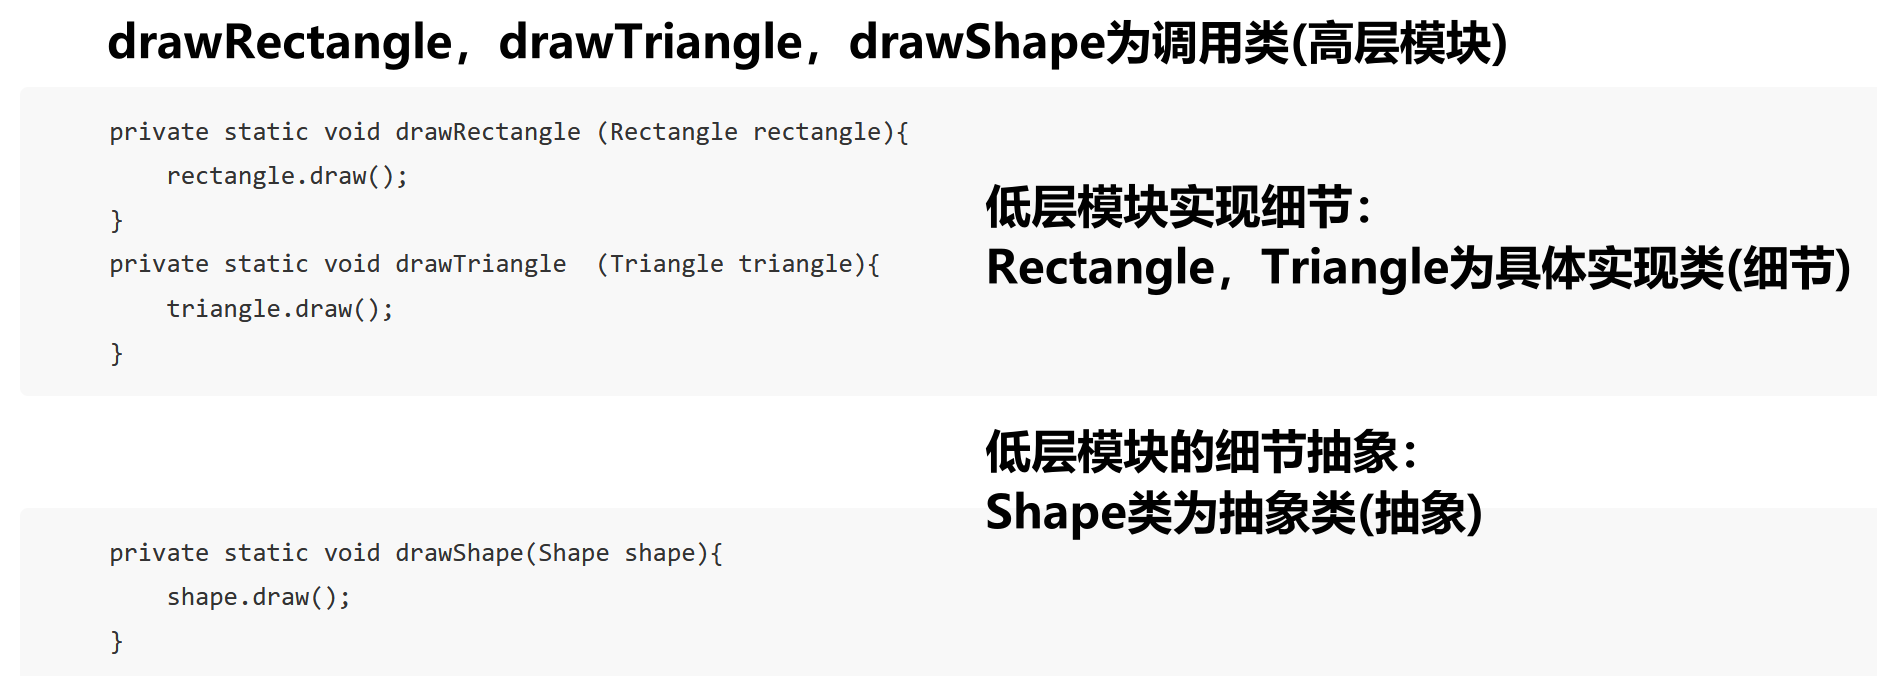 drawRectangle，drawTriangle，drawShape为调用类(高层模块)
private static void drawRectangle (Rectangle rectangle){
    rectangle.draw();
}
private static void drawTriangle  (Triangle triangle){
    triangle.draw();
}
低层模块实现细节：
Rectangle，Triangle为具体实现类(细节)
低层模块的细节抽象：
Shape类为抽象类(抽象)
private static void drawShape(Shape shape){
    shape.draw();
}